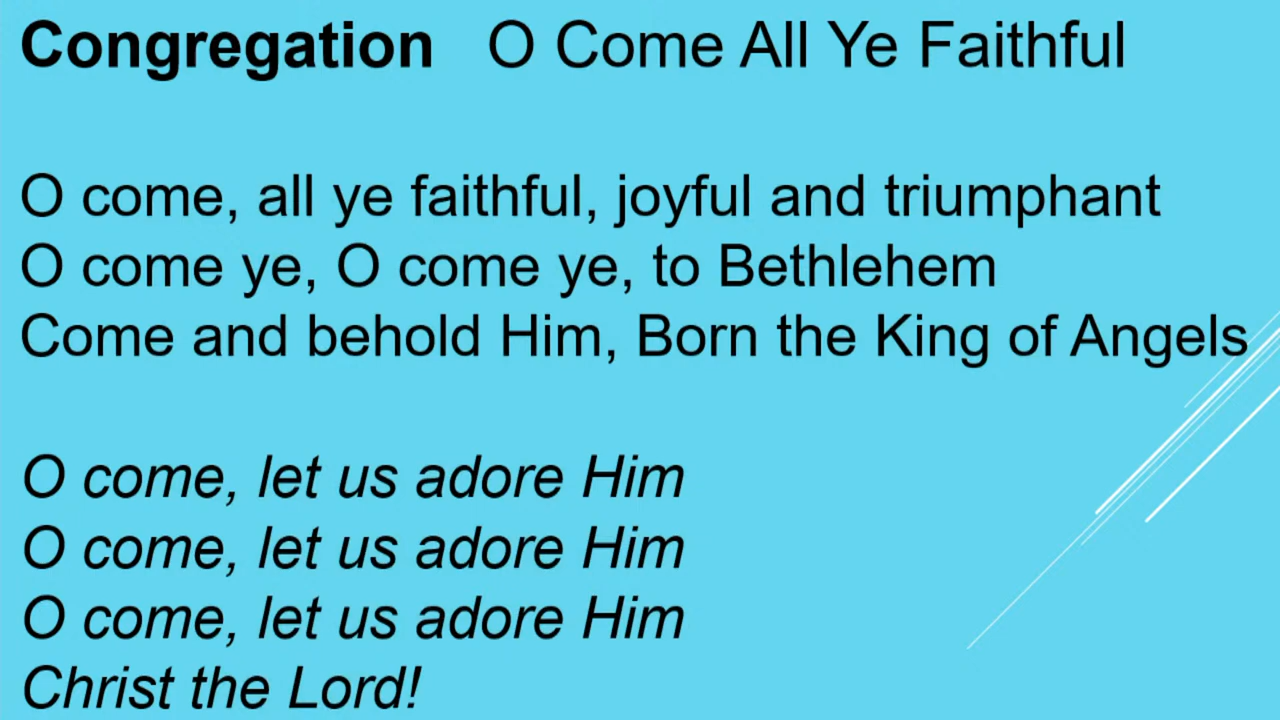 Congregation O Come All Ye Faithful
O come, all ye faithful, joyful and triumphant
O come ye, O come ye, to Bethlehem
Come and behold Him, Born the King of Angels
O come, let us adore Him
O come, let us adore Him
O come, let us adore Him
Christ the Lord!